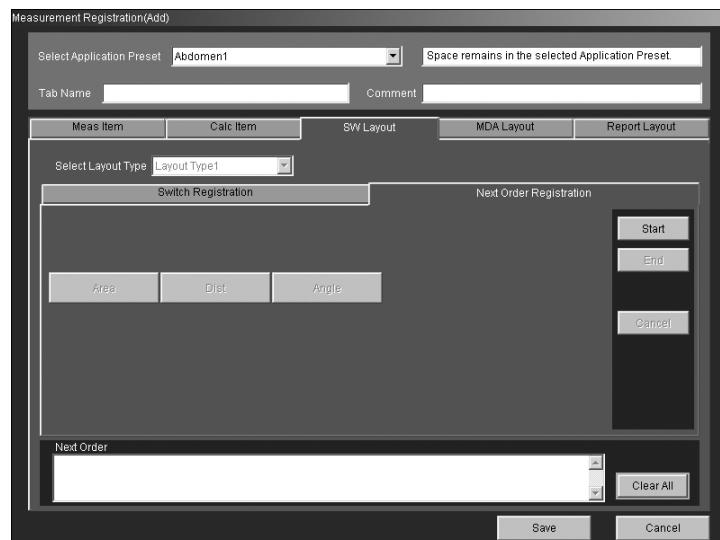 Measurement Registration(Add)
Select Application Preset Abdomen1 Space remains in the selected Application Preset.
Tab Name Comment
Meas Item Calc Item SW Layout MDA Layout Report Layout
Select Layout Type Layout Type1
Switch Registration Next Order Registration
Start
End
Area Dist Angle
Cancel
Next Order
Clear All
Save Cancel